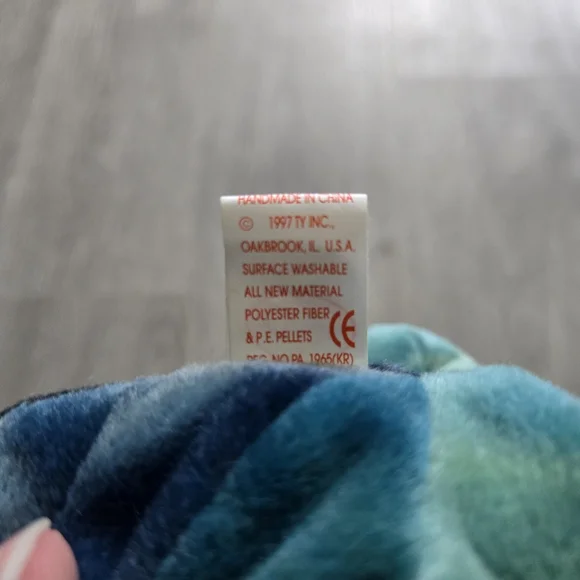 HANDMADE IN CHINA
© 1997 TY INC.,
OAKBROOK, IL. U.S.A.
SURFACE WASHABLE
ALL NEW MATERIAL
POLYESTER FIBER
& P.E. PELLETS CE
REG. NO PA. 1965(KR)